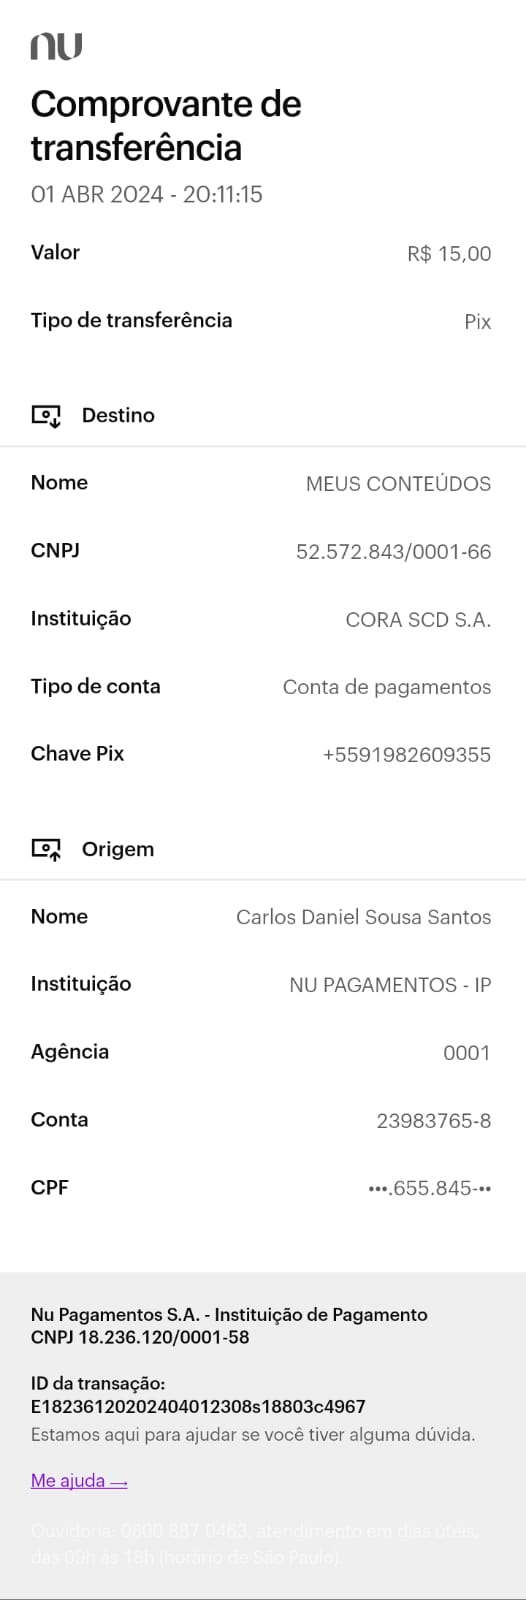 nu
Comprovante de
transferência
01 ABR 2024 - 20:11:15
Valor R$ 15,00
Tipo de transferência Pix
Destino
Nome MEUS CONTEÚDOS
CNPJ 52.572.843/0001-66
Instituição CORA SCD S.A.
Tipo de conta Conta de pagamentos
Chave Pix +5591982609355
Origem
Nome Carlos Daniel Sousa Santos
Instituição NU PAGAMENTOS - IP
Agência 0001
Conta 23983765-8
CPF •••.655.845-••
Nu Pagamentos S.A. - Instituição de Pagamento
CNPJ 18.236.120/0001-58
ID da transação:
E18236120202404012308s18803c4967
Estamos aqui para ajudar se você tiver alguma dúvida.
Me ajuda →
Ouvidoria: 0800 887 0463, atendimento em dias úteis,
das 09h às 18h (horário de São Paulo).